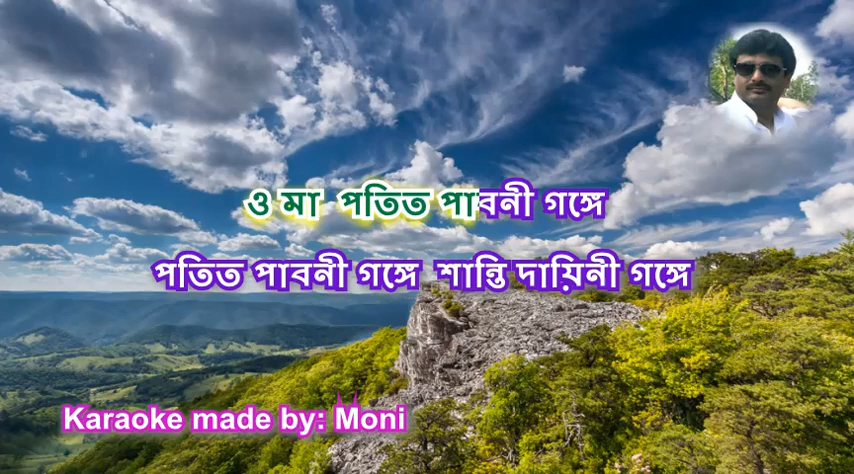 ও মা পতিত পাবনী গঙ্গে
পতিত পাবনী গঙ্গে শান্তি দায়িনী গঙ্গে
Karaoke made by: Moni